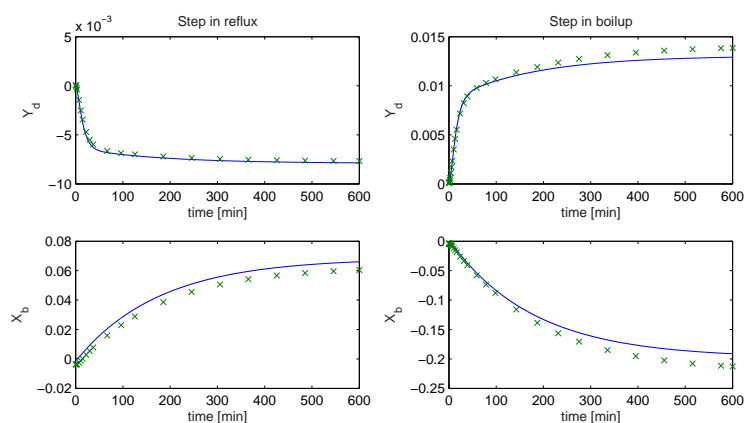 Step in reflux
x 10⁻³
5
0
−5
−10
Y_d
0 100 200 300 400 500 600
time [min]
Step in boilup
0.015
0.01
0.005
0
Y_d
0 100 200 300 400 500 600
time [min]
0.08
0.06
0.04
0.02
0
−0.02
X_b
0 100 200 300 400 500 600
time [min]
0
−0.05
−0.1
−0.15
−0.2
−0.25
X_b
0 100 200 300 400 500 600
time [min]